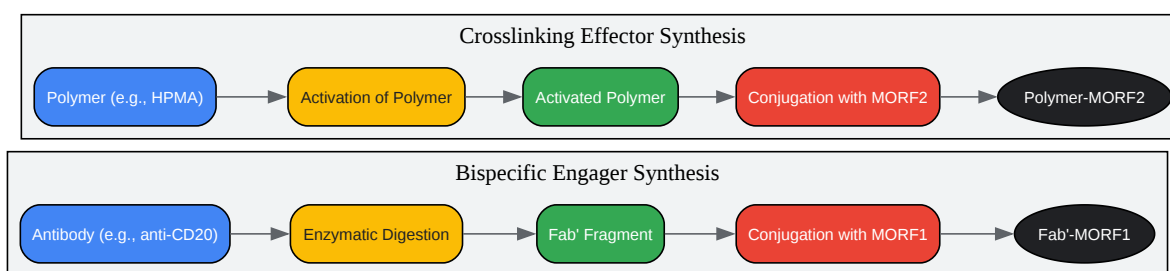 Crosslinking Effector Synthesis
Polymer (e.g., HPMA)
Activation of Polymer
Activated Polymer
Conjugation with MORF2
Polymer-MORF2
Bispecific Engager Synthesis
Antibody (e.g., anti-CD20)
Enzymatic Digestion
Fab' Fragment
Conjugation with MORF1
Fab'-MORF1